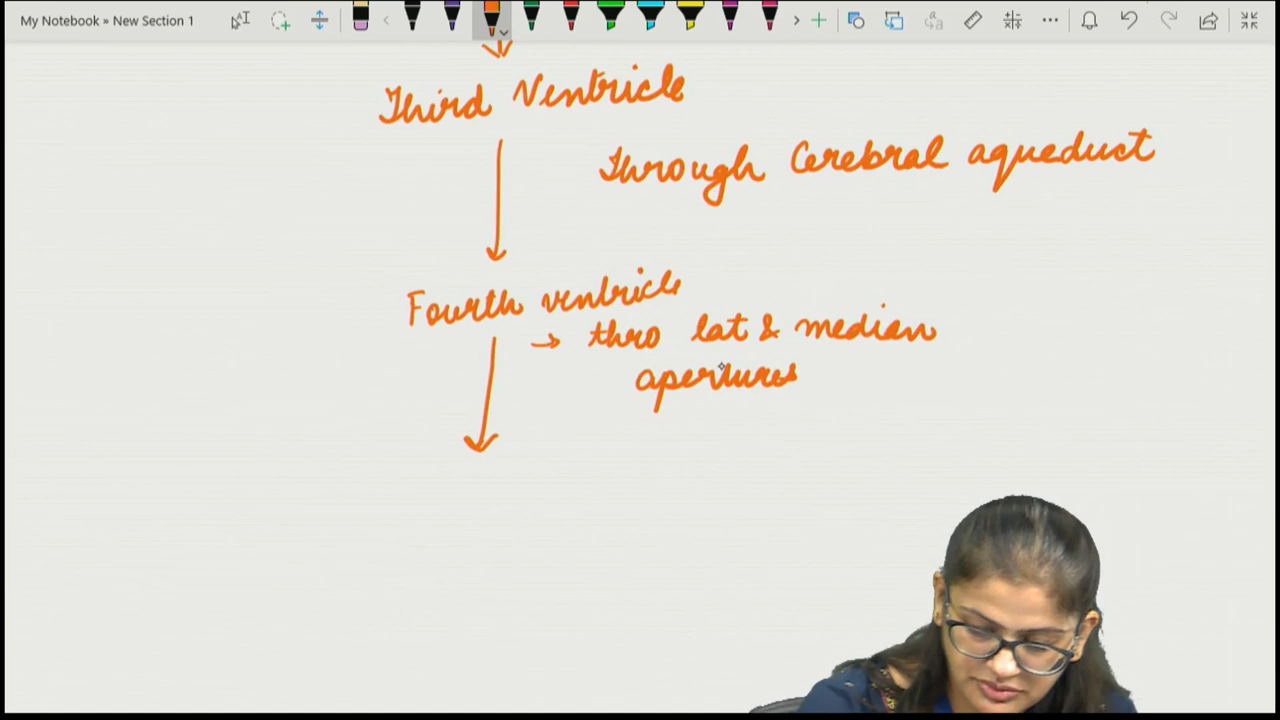 My Notebook » New Section 1
Third Ventricle
Through Cerebral aqueduct
Fourth ventricle
→ thro lat & median
apertures